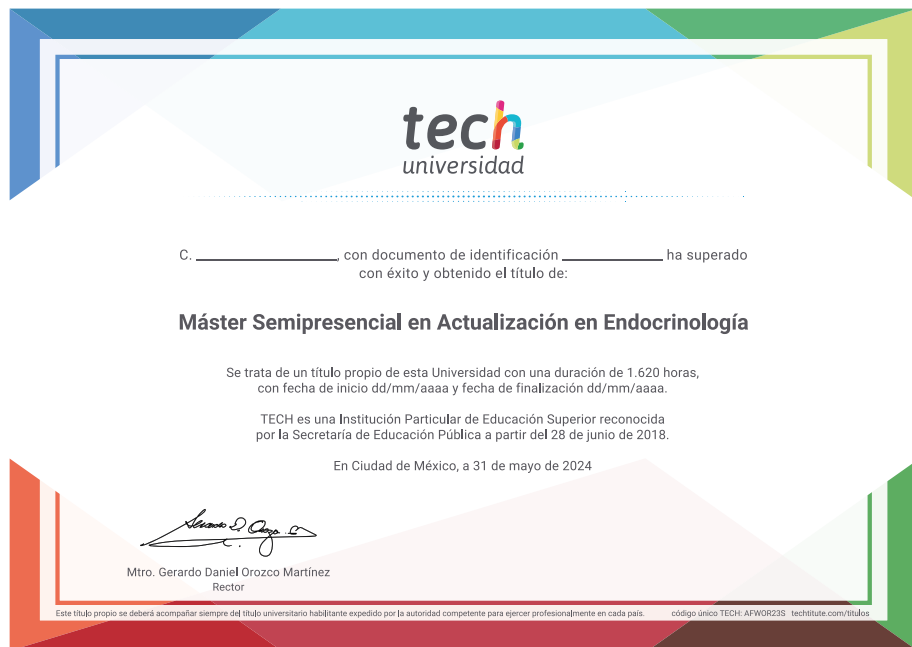 tech
universidad
C. , con documento de identificación ha superado
con éxito y obtenido el título de:
Máster Semipresencial en Actualización en Endocrinología
Se trata de un título propio de esta Universidad con una duración de 1.620 horas,
con fecha de inicio dd/mm/aaaa y fecha de finalización dd/mm/aaaa.
TECH es una Institución Particular de Educación Superior reconocida
por la Secretaría de Educación Pública a partir del 28 de junio de 2018.
En Ciudad de México, a 31 de mayo de 2024
Mtro. Gerardo Daniel Orozco Martínez
Rector
Este título propio se deberá acompañar siempre del título universitario habilitante expedido por la autoridad competente para ejercer profesionalmente en cada país. código único TECH: AFWOR23S techtitute.com/titulos